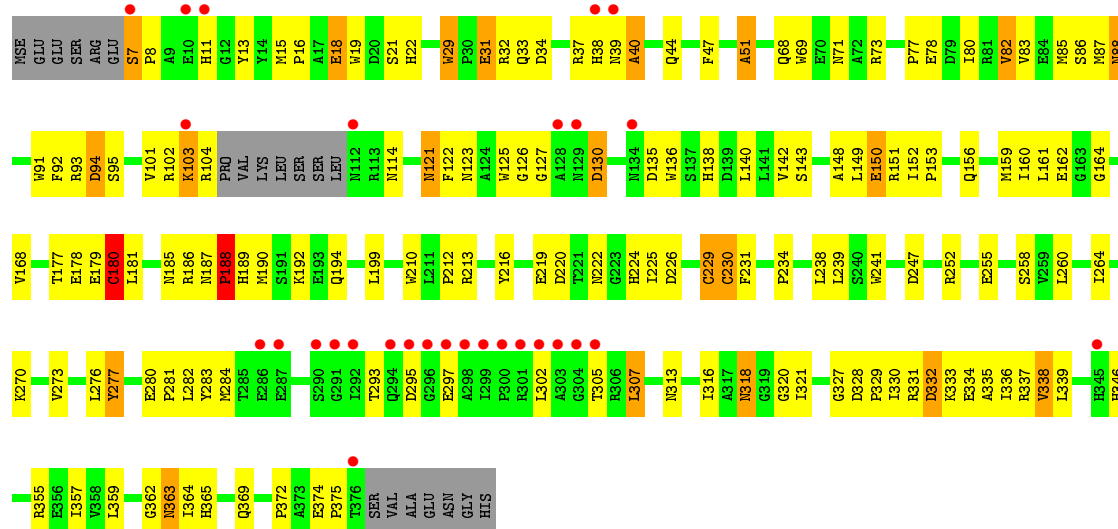 MSE GLU GLU SER ARG GLU S7 P8 A9 E10 H11 G12 Y13 Y14 M15 P16 A17 E18 W19 D20 S21 H22 W29 P30 E31 R32 Q33 D34 R37 H38 N39 A40 Q44 F47 A51 Q68 W69 E70 N71 A72 R73 P77 E78 D79 I80 R81 V82 V83 E84 M85 S86 M87
W91 F92 R93 D94 S95 V101 R102 K103 R104 PRO VAL LYS LEU SER SER LEU N112 R113 N114 N121 F122 N123 A124 W125 G126 G127 A128 N129 D130 N134 D135 W136 S137 H138 D139 L140 L141 V142 S143 A148 L149 E150 R151 I152 P153 Q156 M159 I160 L161 E162 G163 G164
V168 T177 E178 E179 C180 L181 N185 R186 N187 P188 H189 M190 S191 K192 E193 Q194 L199 W210 L211 P212 R213 Y216 E219 D220 T221 N222 G223 H224 I225 D226 C229 C230 F231 P234 L238 L239 S240 W241 D247 R252 E255 S258 V259 L260 I264
K270 V273 L276 Y277 E280 P281 L282 Y283 M284 T285 E286 E287 S290 G291 I292 T293 Q294 D295 G296 E297 A298 I299 P300 R301 L302 A303 G304 T305 R306 L307 N313 I316 A317 N318 G319 G320 I321 G327 D328 P329 I330 R331 D332 K333 E334 A335 I336 R337 V338 L339 H345 H346
R355 E356 I357 V358 L359 G362 N363 I364 H365 Q369 P372 A373 E374 P375 T376 SER VAL ALA GLU ASN GLY HIS